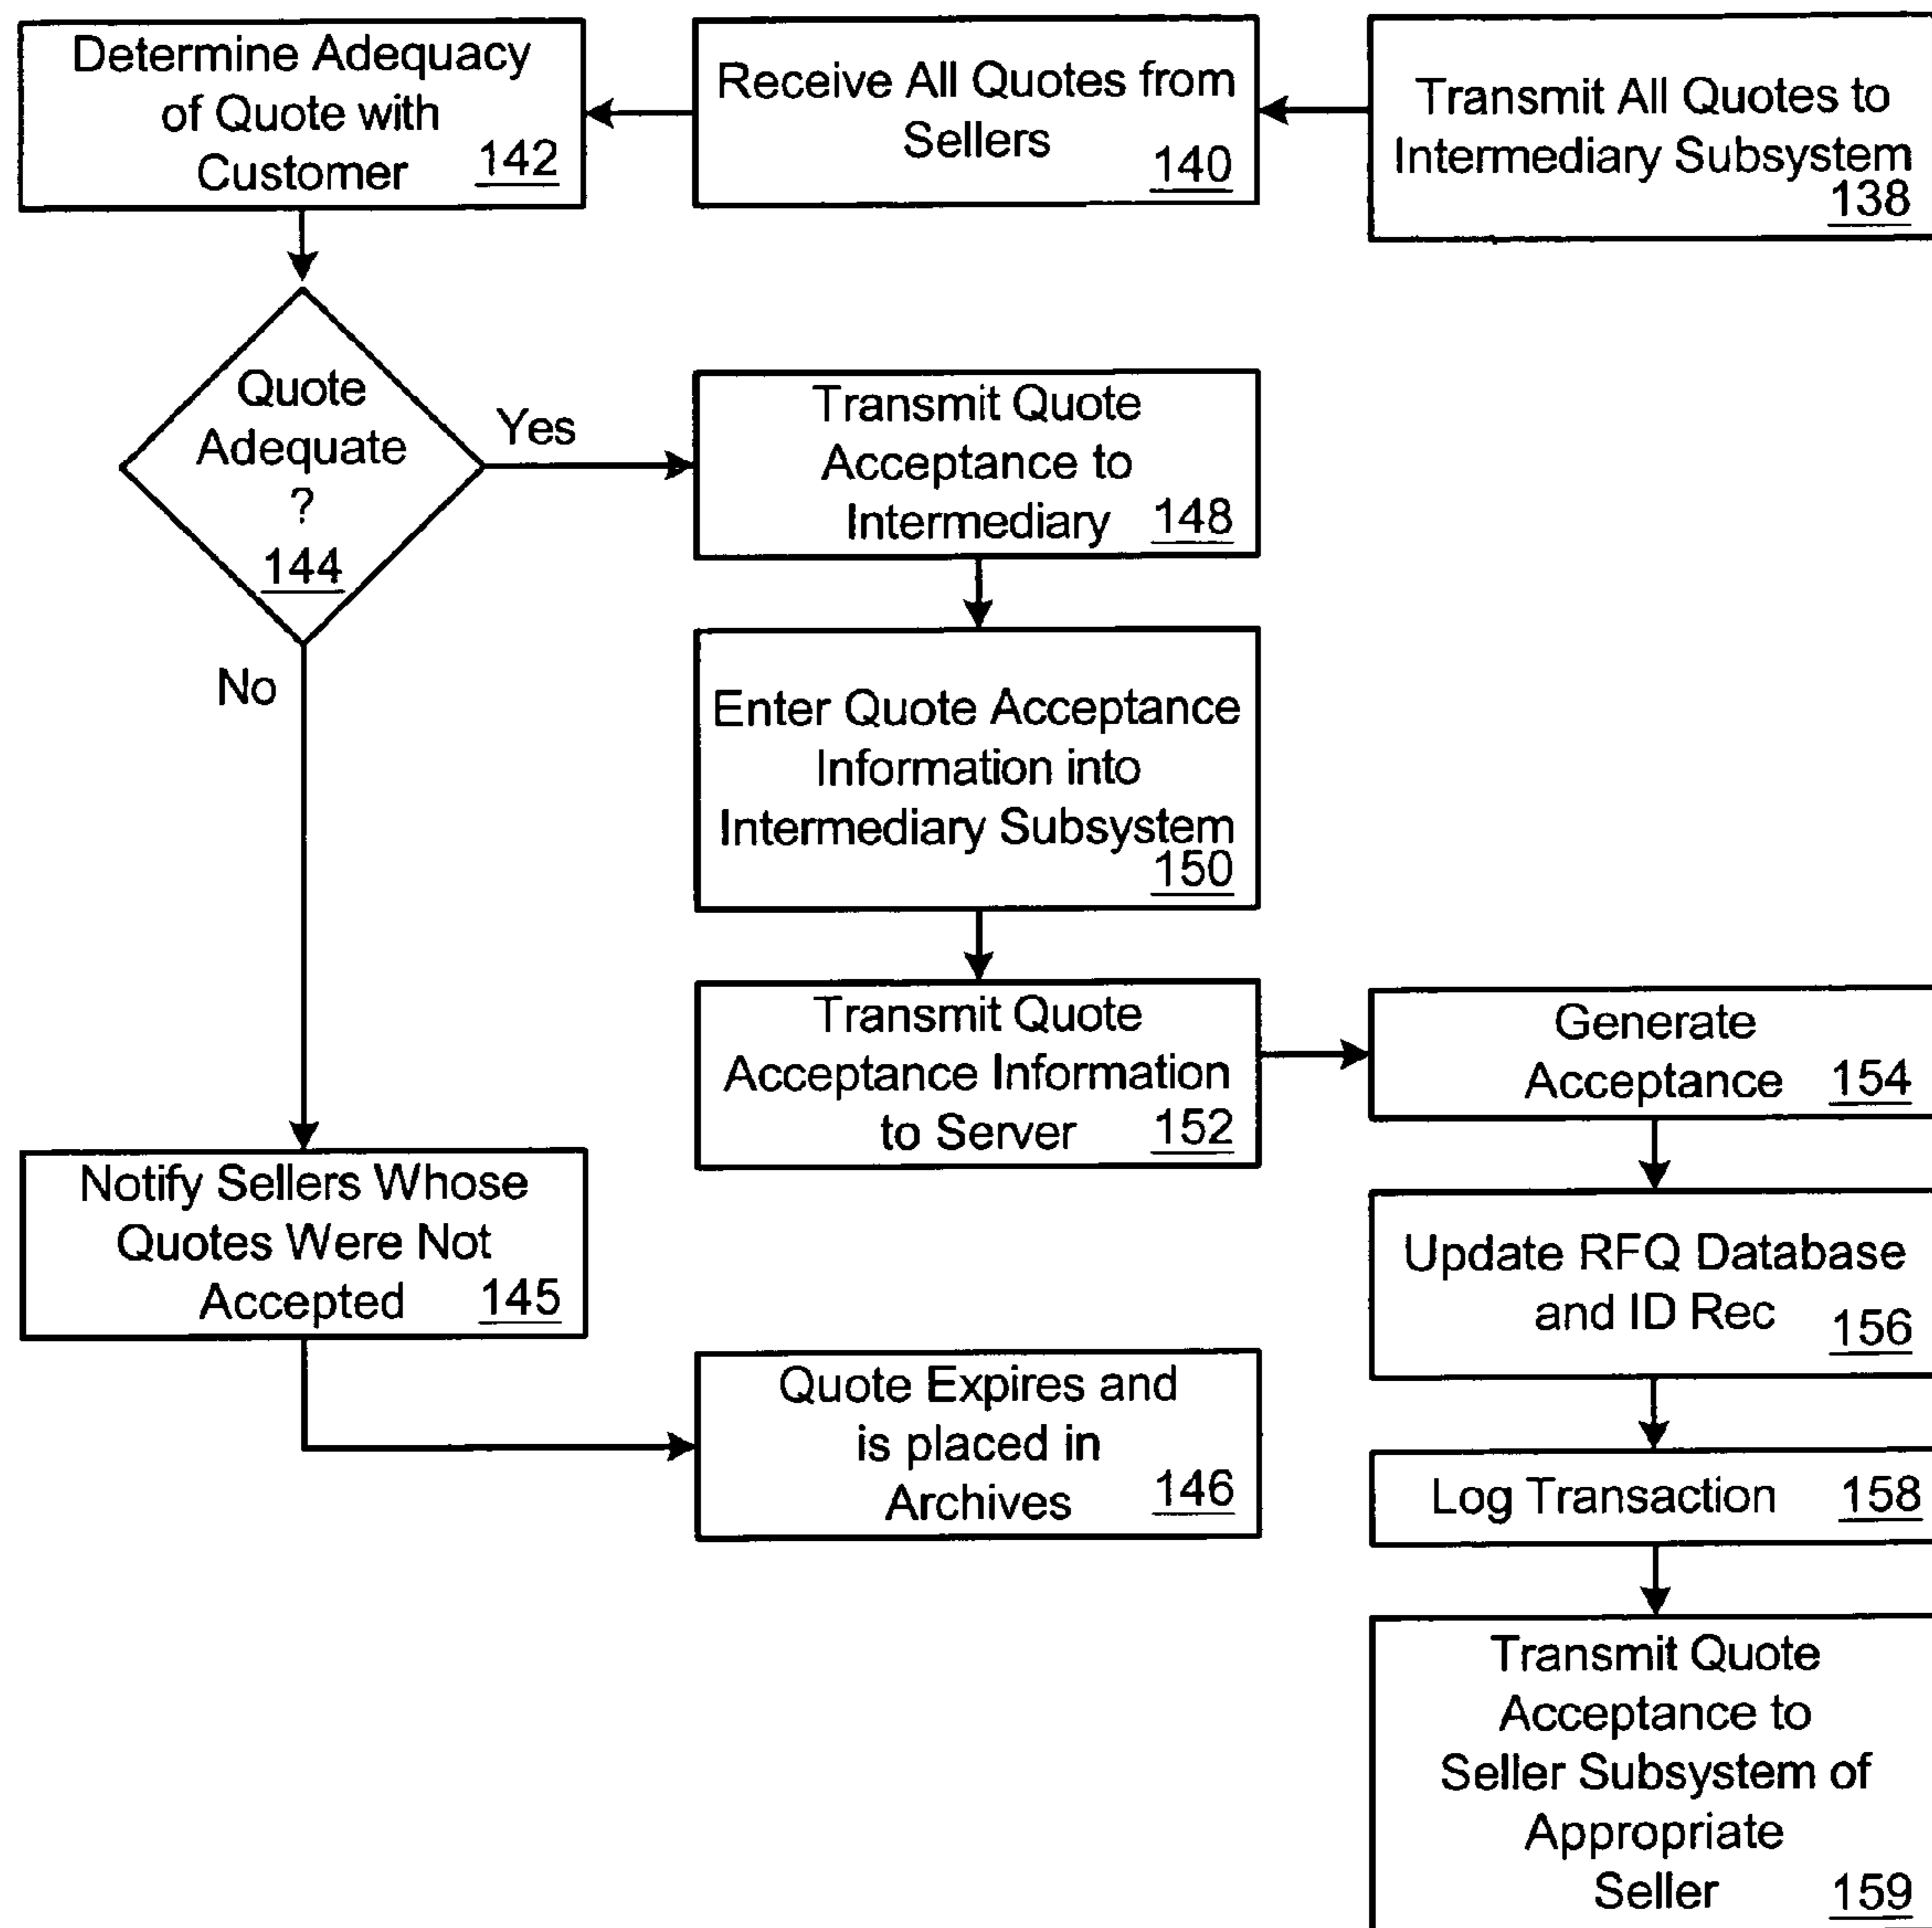 Determine Adequacy
of Quote with
Customer 142
Receive All Quotes from
Sellers 140
Transmit All Quotes to
Intermediary Subsystem
138
Quote
Adequate
?
144
Yes
No
Transmit Quote
Acceptance to
Intermediary 148
Enter Quote Acceptance
Information into
Intermediary Subsystem
150
Transmit Quote
Acceptance Information
to Server 152
Generate
Acceptance 154
Notify Sellers Whose
Quotes Were Not
Accepted 145
Update RFQ Database
and ID Rec 156
Quote Expires and
is placed in
Archives 146
Log Transaction 158
Transmit Quote
Acceptance to
Seller Subsystem of
Appropriate
Seller 159